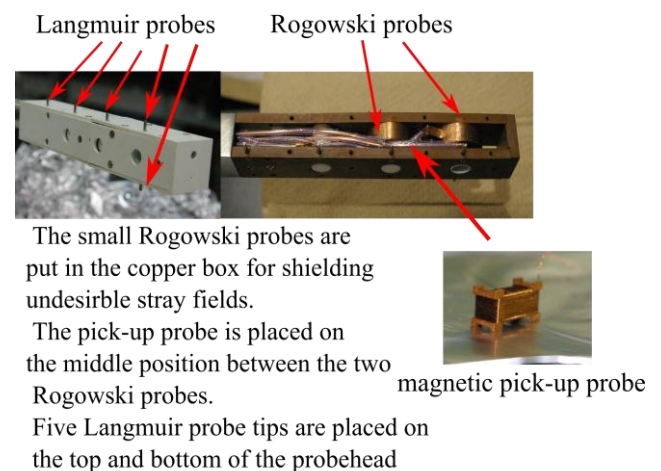 Langmuir probes
Rogowski probes
The small Rogowski probes are
put in the copper box for shielding
undesirble stray fields.
The pick-up probe is placed on
the middle position between the two
Rogowski probes.
magnetic pick-up probe
Five Langmuir probe tips are placed on
the top and bottom of the probehead